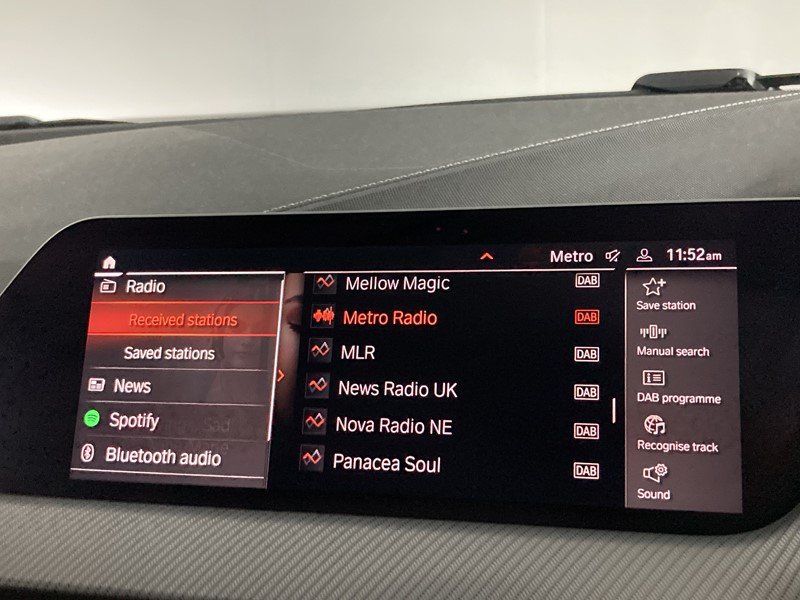 Metro 11:52am
Radio
Received stations
Saved stations
News
Spotify
Bluetooth audio
Mellow Magic DAB
Metro Radio DAB
MLR DAB
News Radio UK DAB
Nova Radio NE DAB
Panacea Soul DAB
Save station
Manual search
DAB programme
Recognise track
Sound